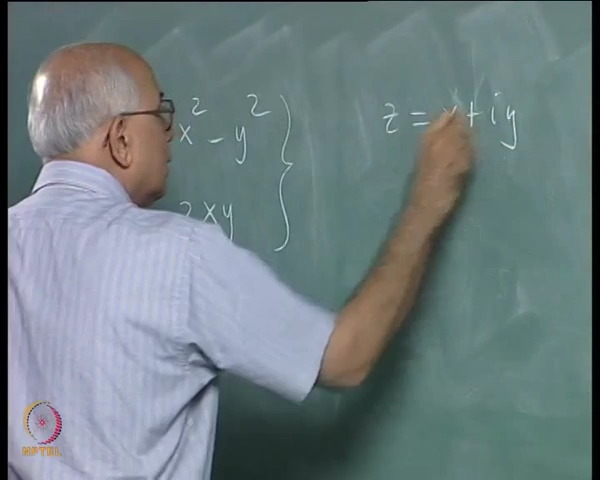 x² - y²
z = x + iy
2xy
NPTEL